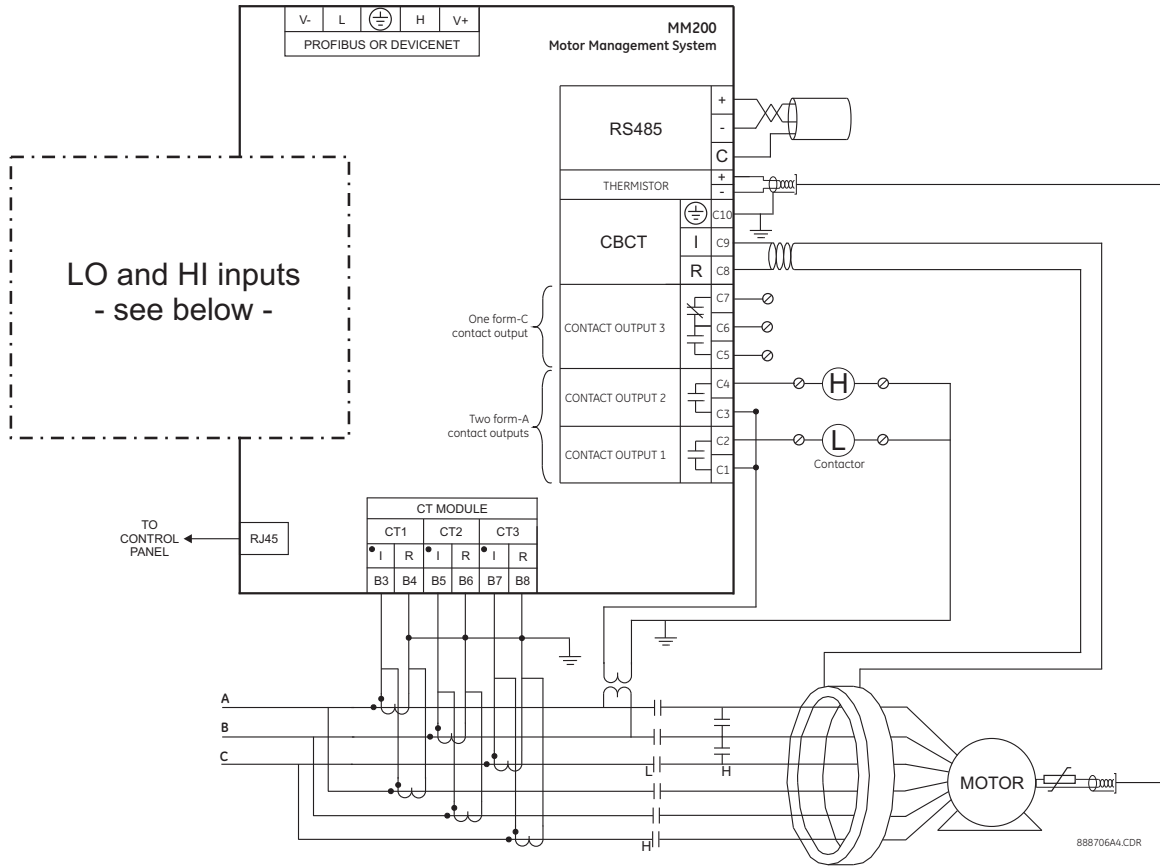 V- L H V+
PROFIBUS OR DEVICENET
MM200
Motor Management System
LO and HI inputs
- see below -
RS485
+
-
C
THERMISTOR
+
-
CBCT
C10
I C9
R C8
One form-C
contact output
CONTACT OUTPUT 3
C7
C6
C5
Two form-A
contact outputs
CONTACT OUTPUT 2
C4
C3
CONTACT OUTPUT 1
C2
C1
H
L
Contactor
TO
CONTROL
PANEL
RJ45
CT MODULE
CT1 CT2 CT3
I R I R I R
B3 B4 B5 B6 B7 B8
A
B
C
L
H
H
MOTOR
888706A4.CDR